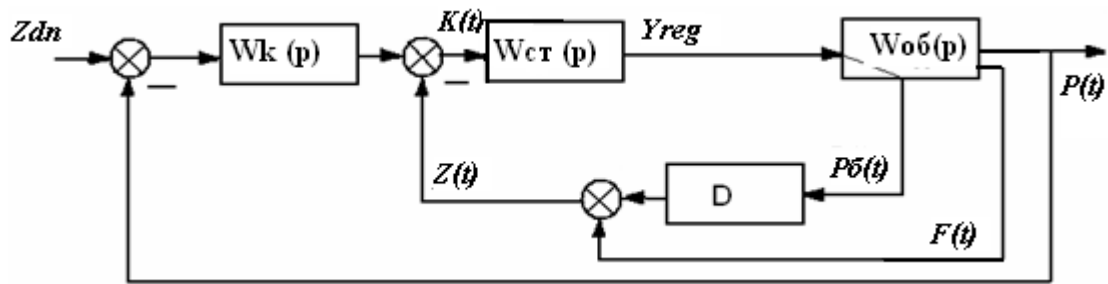 Zdn
Wk (p)
K(t)
Wст (p)
Yreg
Wоб(p)
P(t)
Z(t)
D
Pб(t)
F(t)